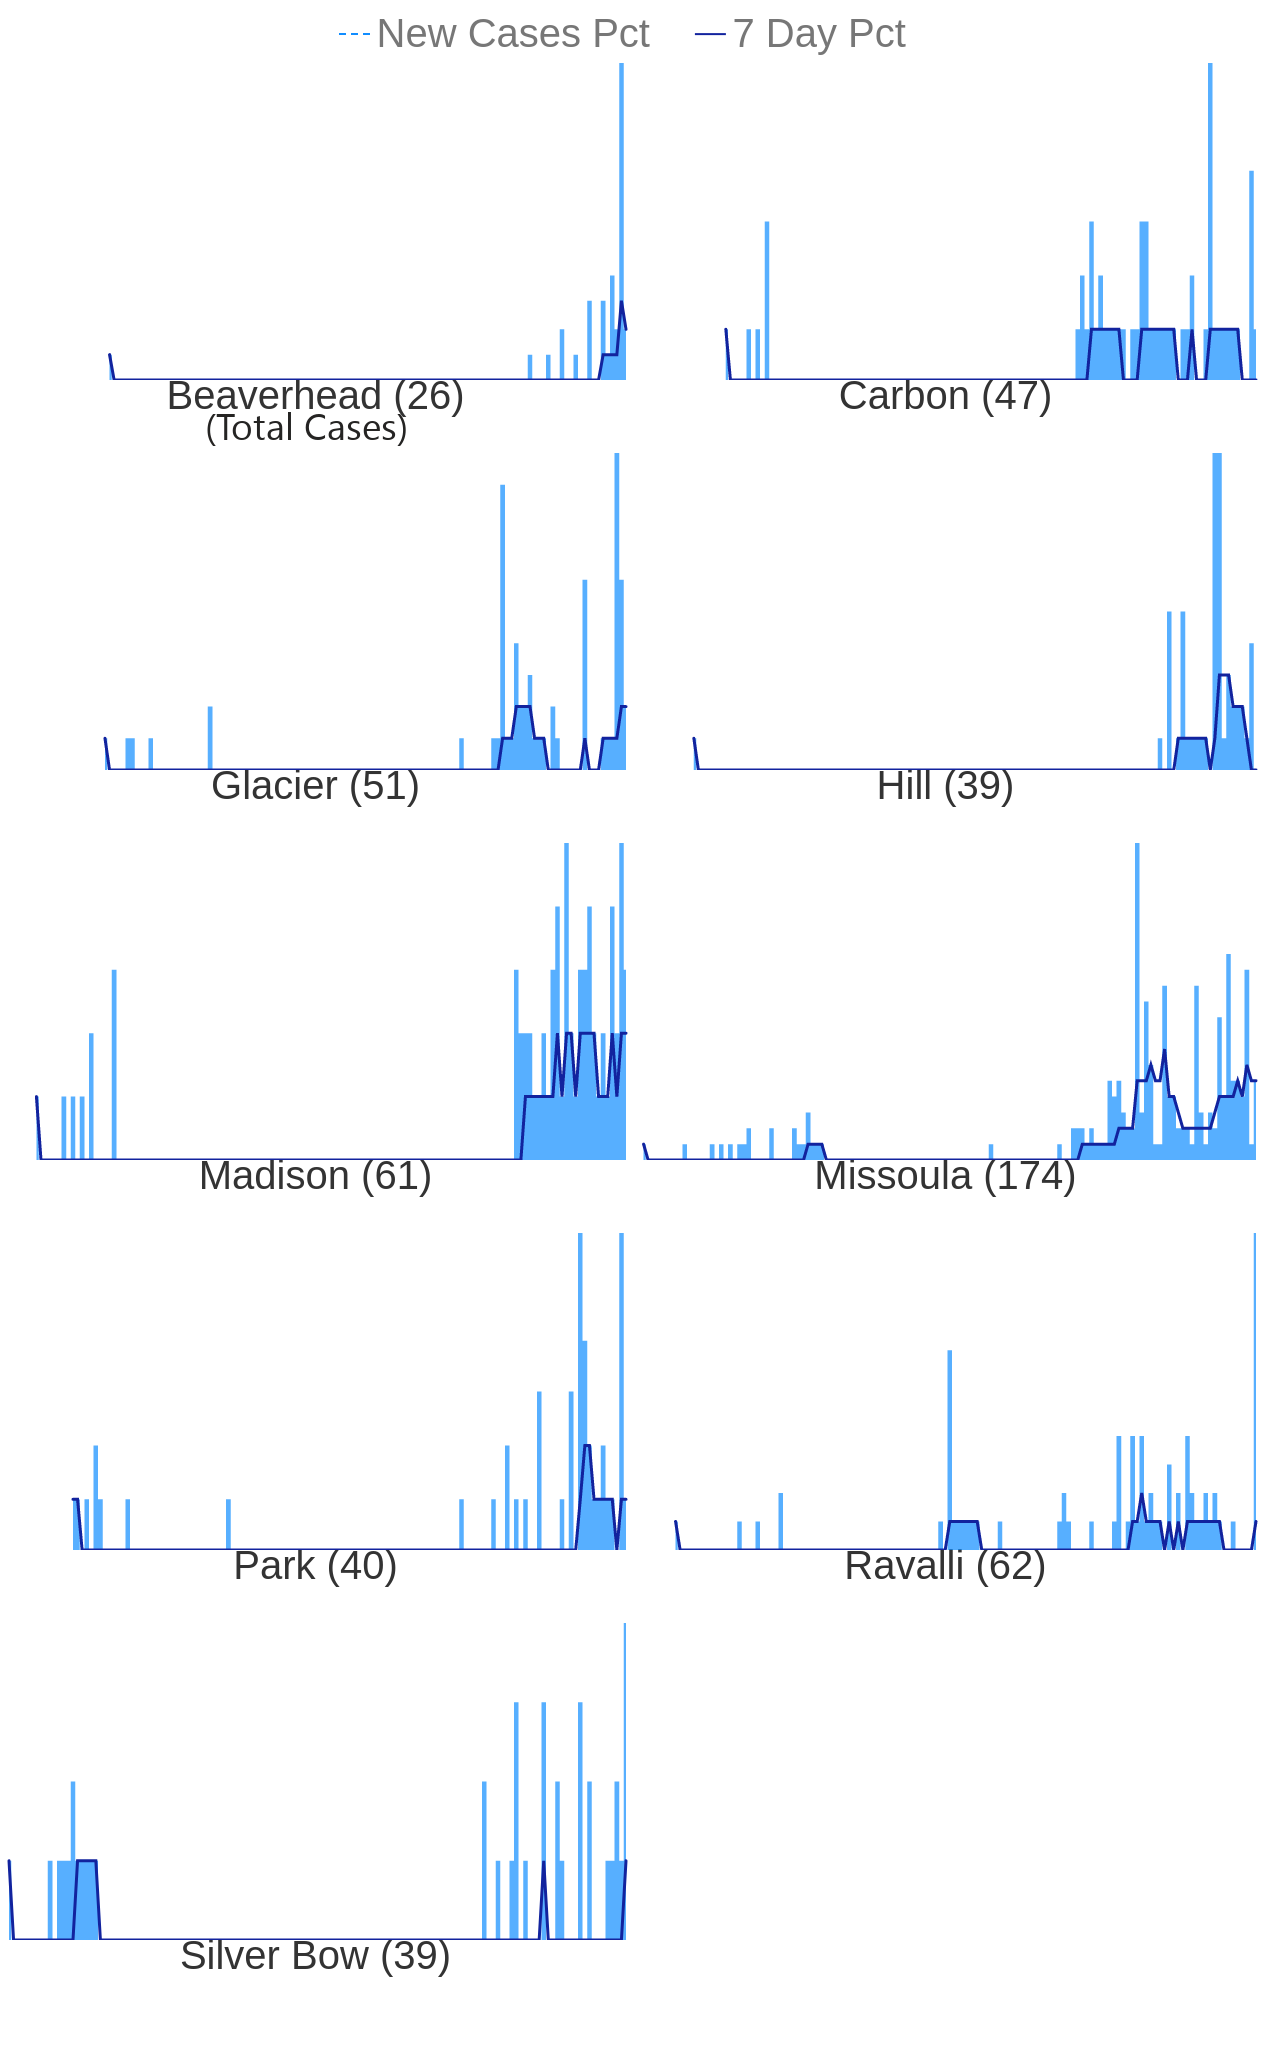 New Cases Pct 7 Day Pct
Beaverhead (26) Carbon (47)
(Total Cases)
Glacier (51) Hill (39)
Madison (61) Missoula (174)
Park (40) Ravalli (62)
Silver Bow (39)